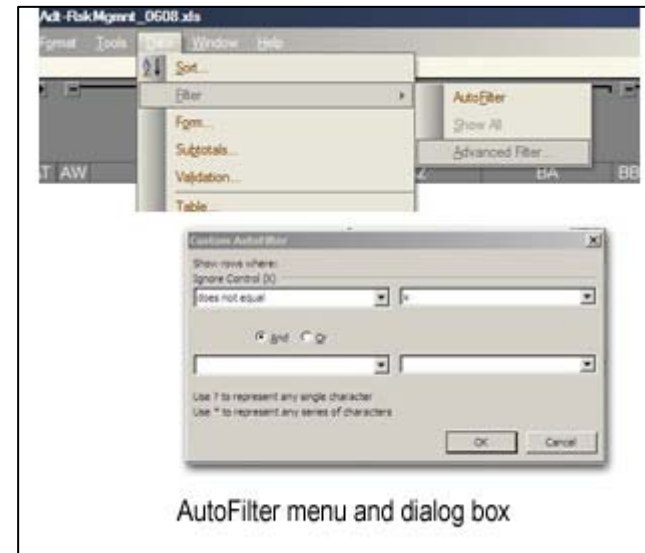 Adt-RskMgmnt_0608.xls
Format Tools Data Window Help
Sort...
Filter
AutoFilter
Form...
Show All
Subtotals...
Advanced Filter...
Validation...
AW BA BB
Table...
Custom AutoFilter
Show rows where:
Ignore Control (X)
does not equal x
And Or
Use ? to represent any single character
Use * to represent any series of characters
OK Cancel
AutoFilter menu and dialog box